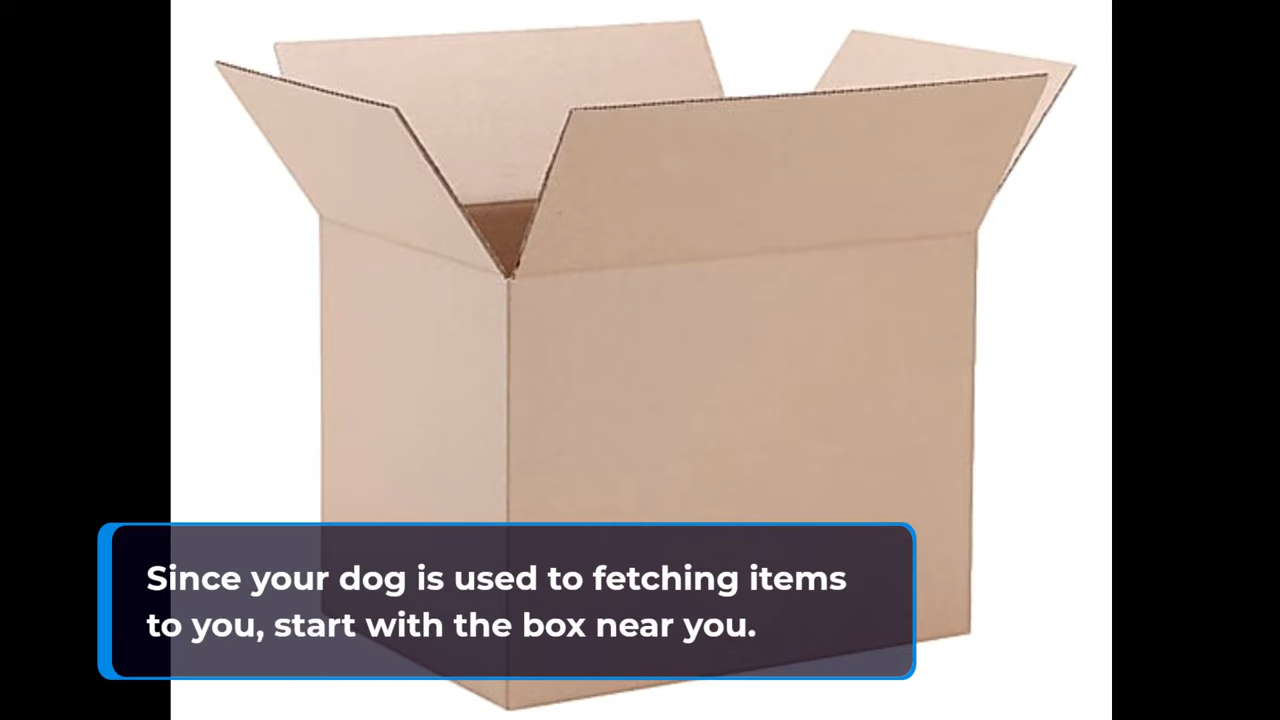 Since your dog is used to fetching items
to you, start with the box near you.